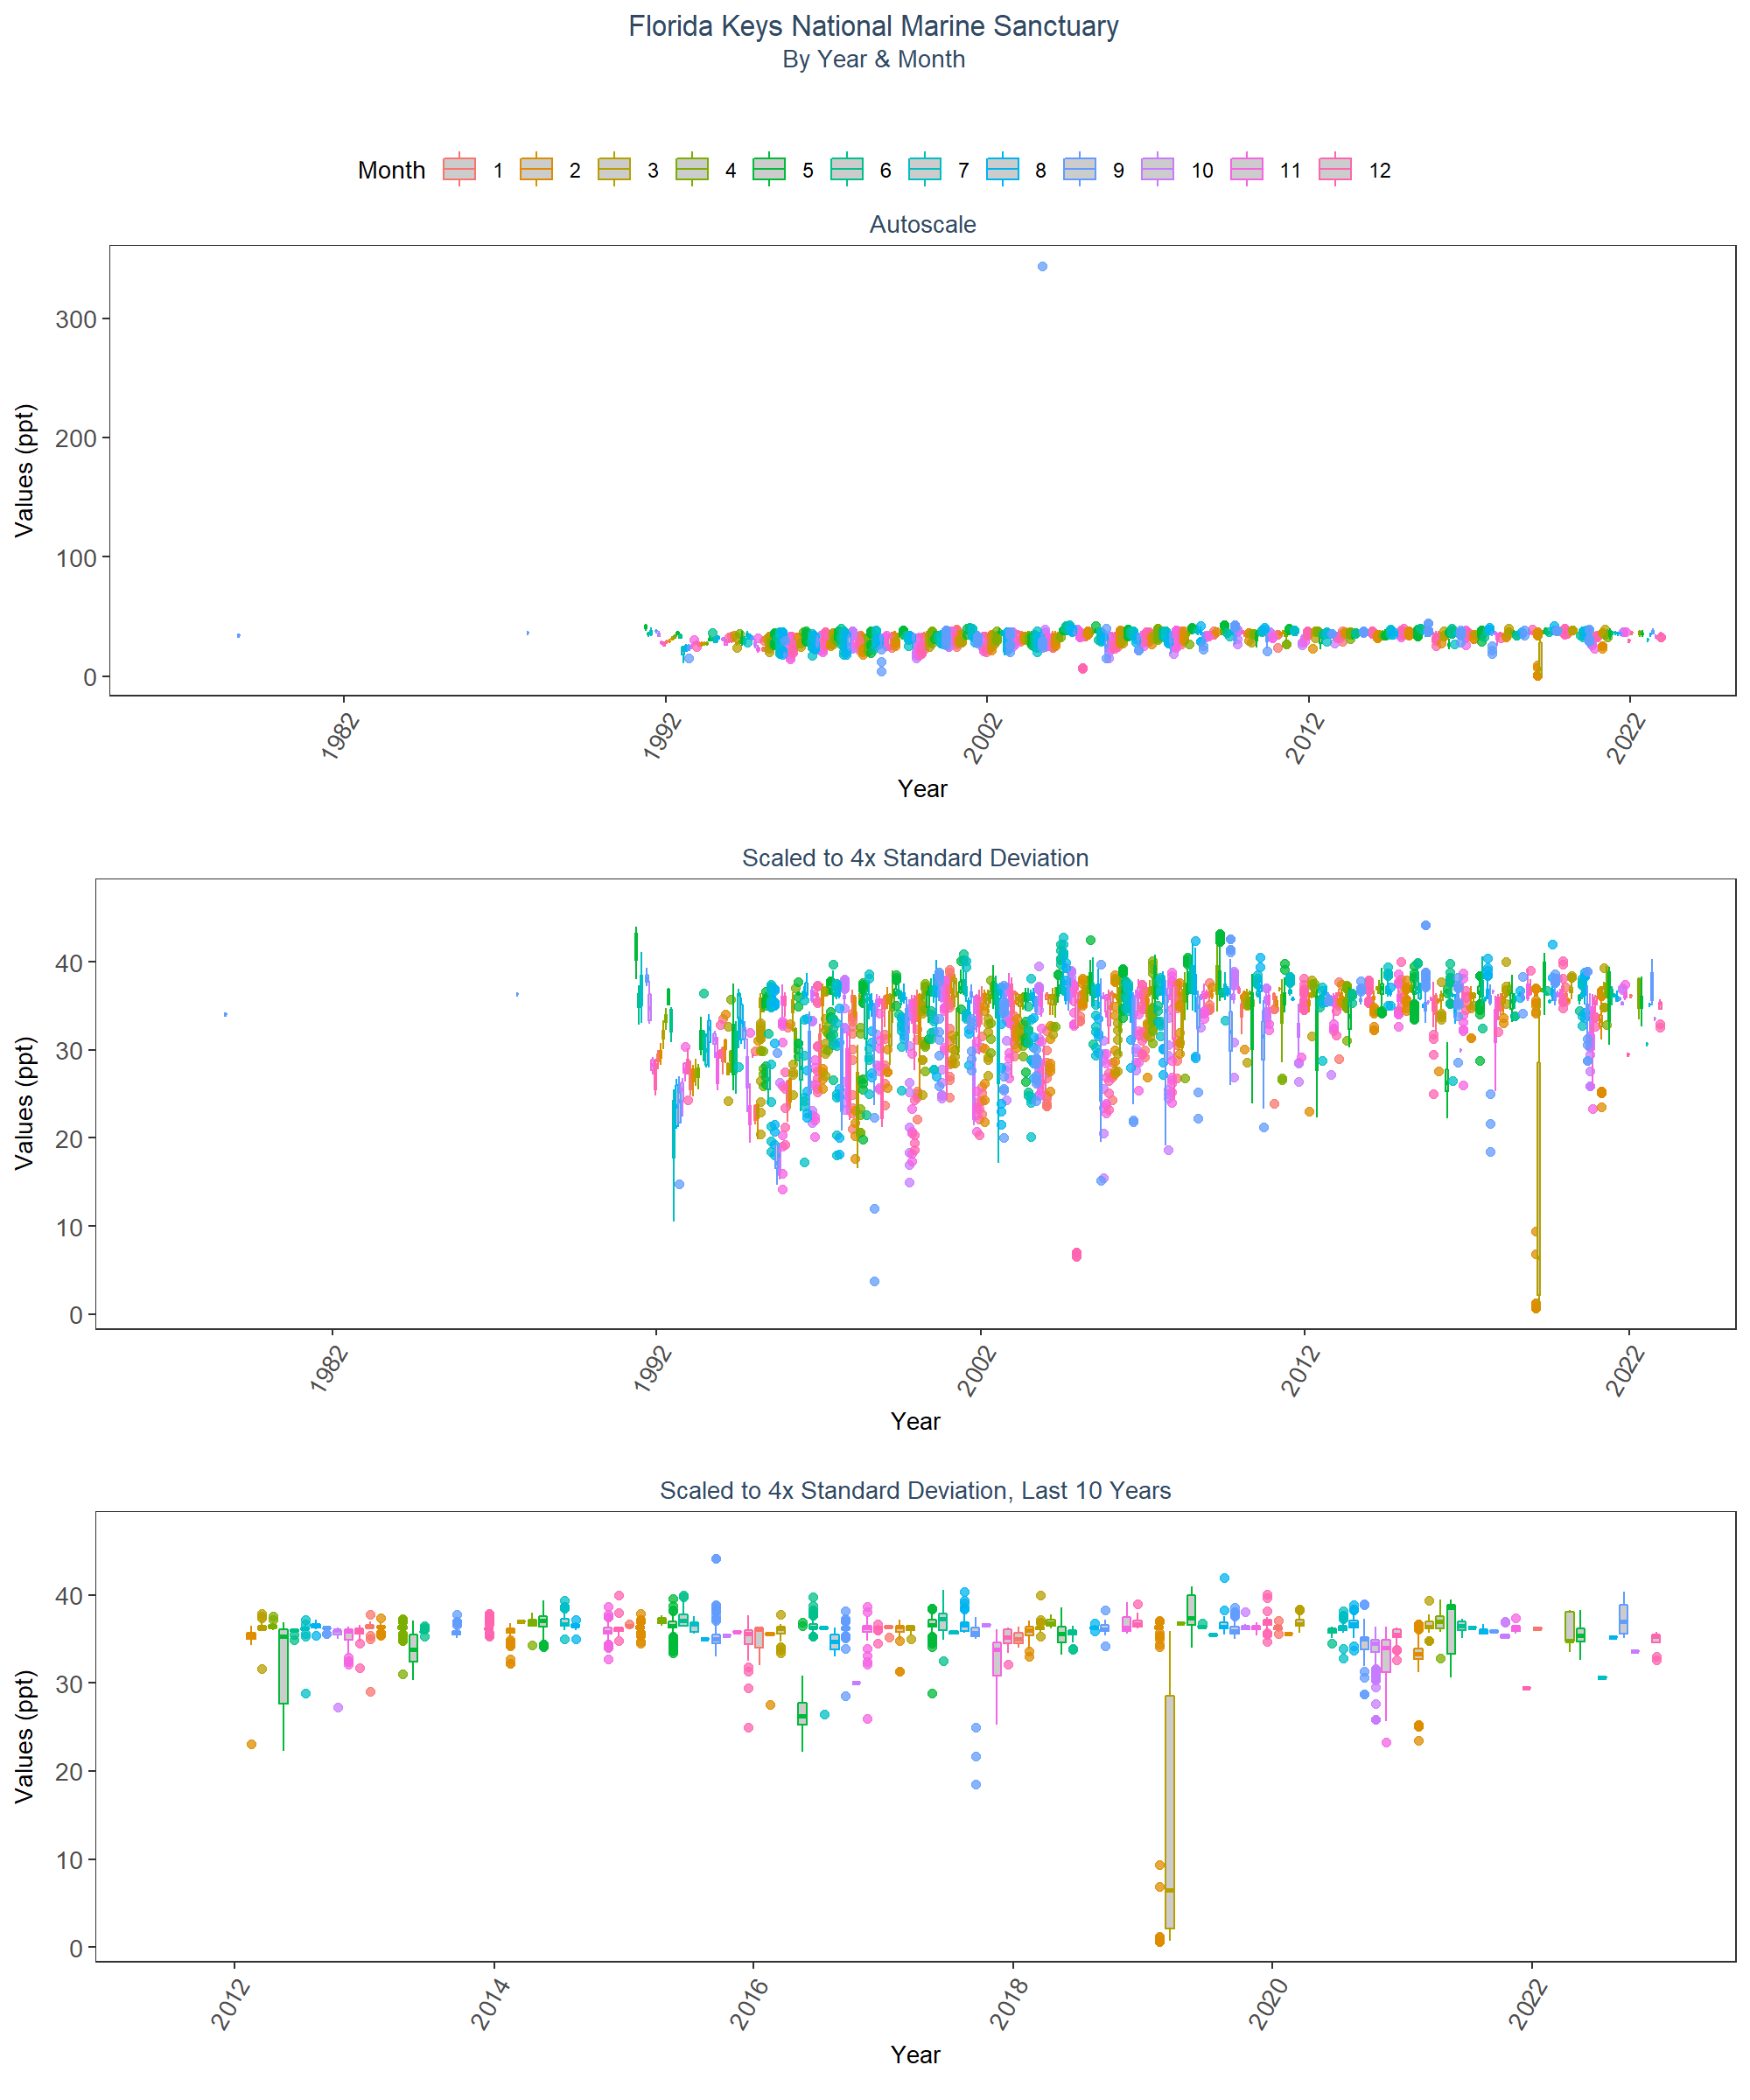 Florida Keys National Marine Sanctuary
By Year & Month
Month 1 2 3 4 5 6 7 8 9 10 11 12
Autoscale
Values (ppt)
300
200
100
0
1982 1992 2002 2012 2022
Year
Scaled to 4x Standard Deviation
Values (ppt)
40
30
20
10
0
1982 1992 2002 2012 2022
Year
Scaled to 4x Standard Deviation, Last 10 Years
Values (ppt)
40
30
20
10
0
2012 2014 2016 2018 2020 2022
Year